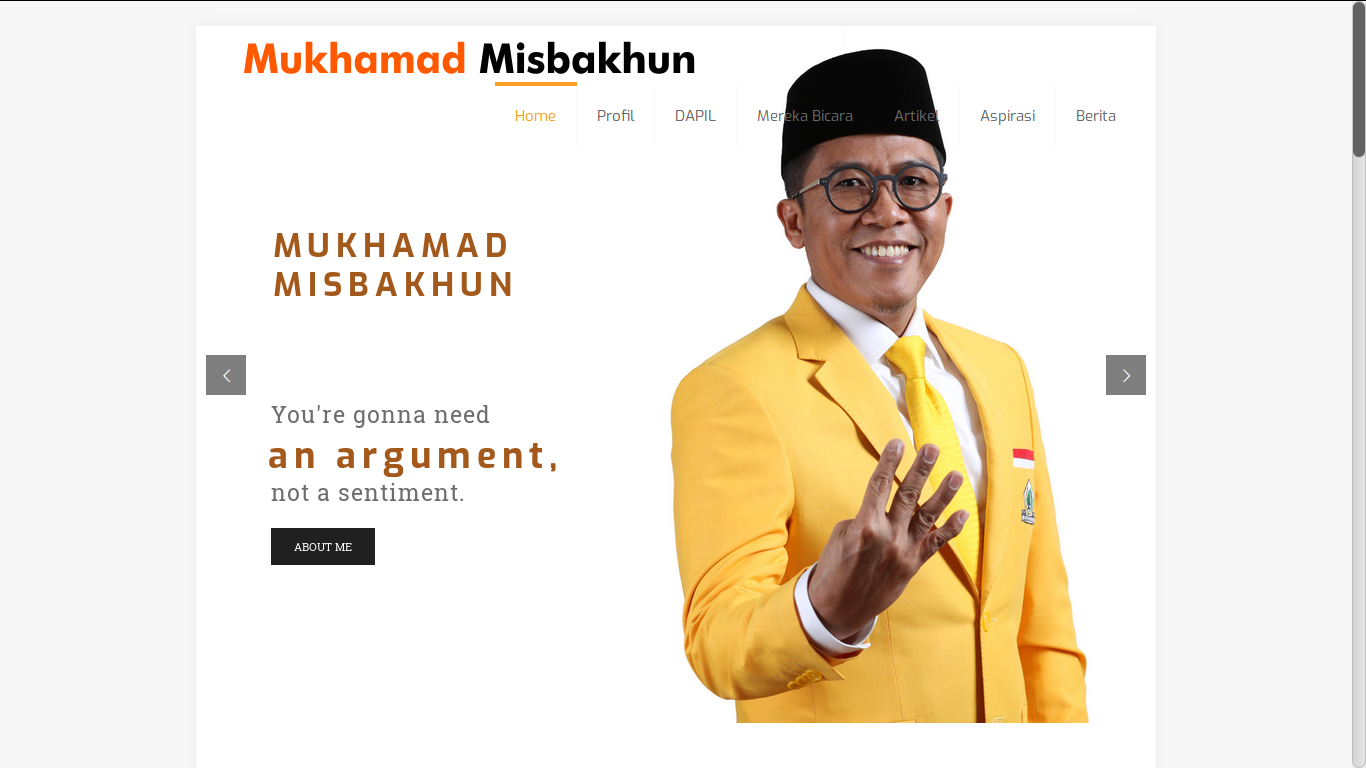 Mukhamad Misbakhun
Home Profil DAPIL Mereka Bicara Artikel Aspirasi Berita
MUKHAMAD
MISBAKHUN
You're gonna need
an argument,
not a sentiment.
ABOUT ME